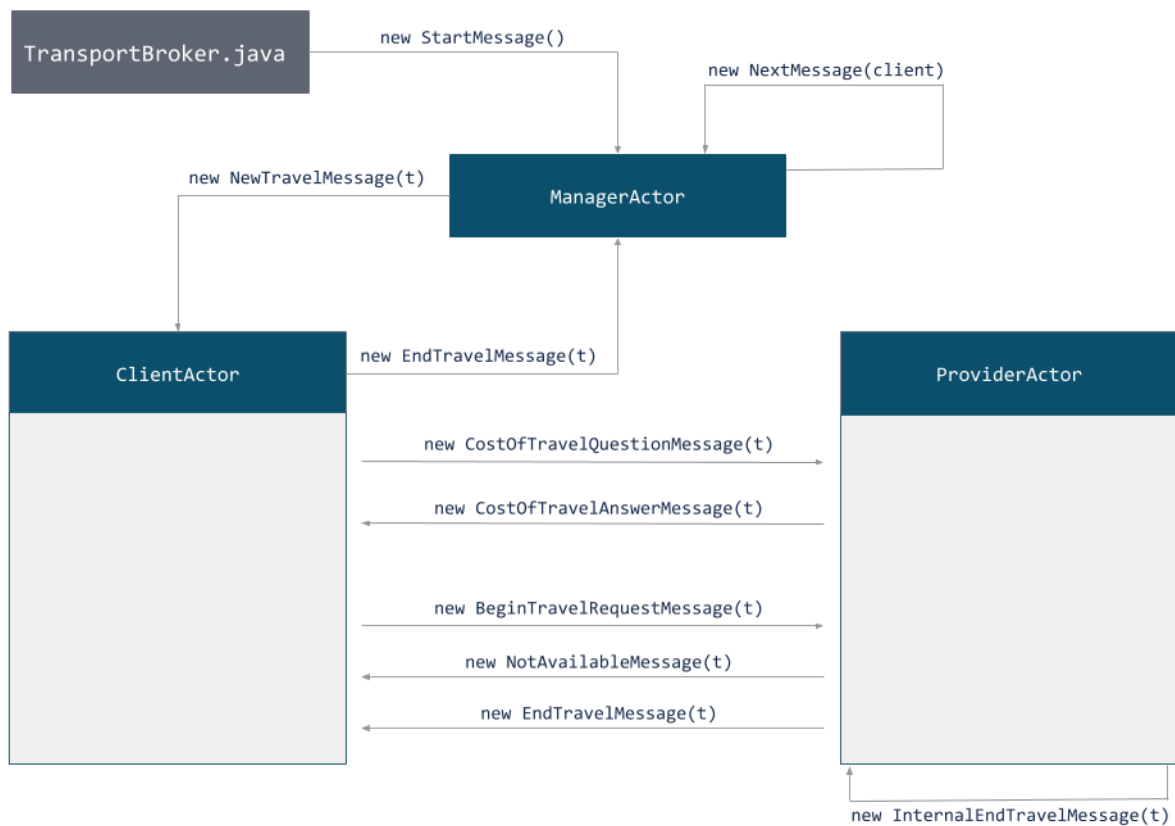 TransportBroker.java
new StartMessage()
new NextMessage(client)
new NewTravelMessage(t)
ManagerActor
new EndTravelMessage(t)
ClientActor
ProviderActor
new CostOfTravelQuestionMessage(t)
new CostOfTravelAnswerMessage(t)
new BeginTravelRequestMessage(t)
new NotAvailableMessage(t)
new EndTravelMessage(t)
new InternalEndTravelMessage(t)